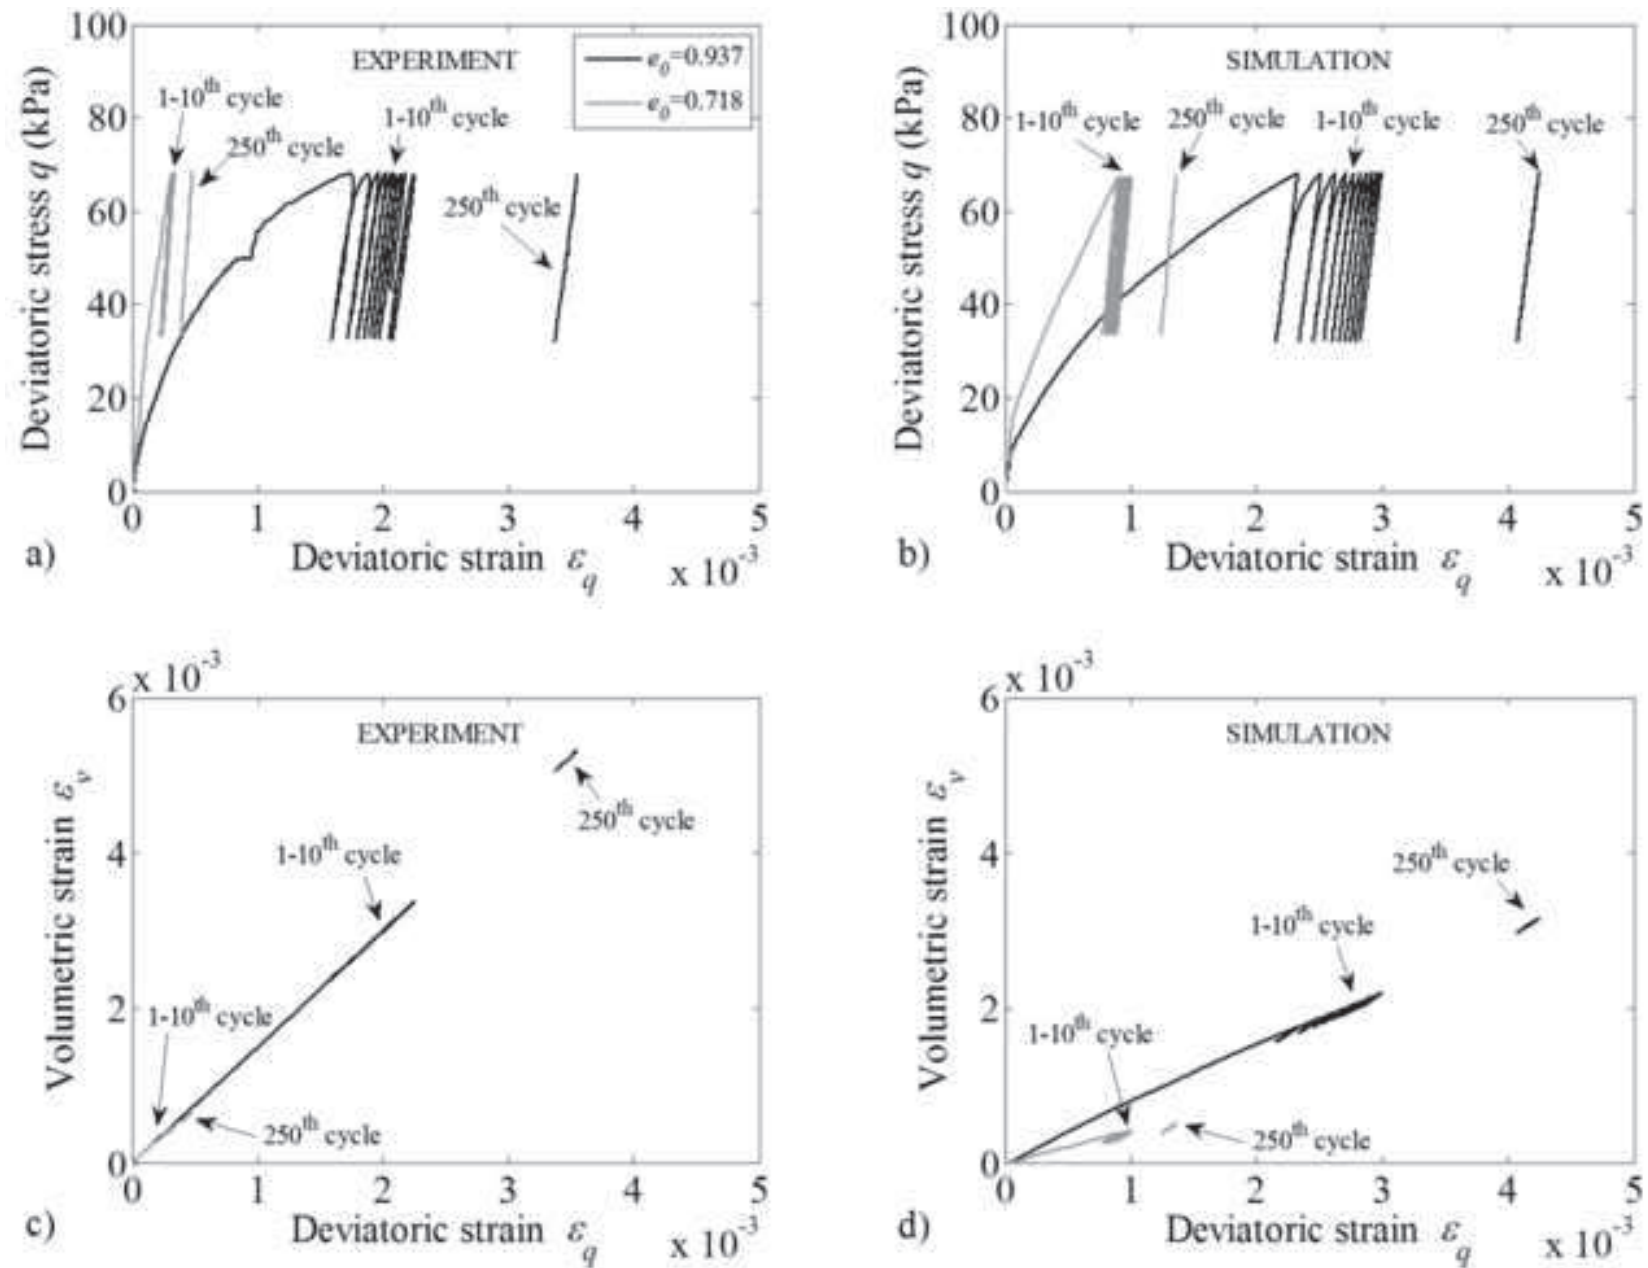 EXPERIMENT
e₀=0.937
e₀=0.718
1-10th cycle
250th cycle
1-10th cycle
250th cycle
100
80
60
40
20
0
0 1 2 3 4 5
Deviatoric stress q (kPa)
Deviatoric strain εq
x 10⁻³
a)
SIMULATION
1-10th cycle
250th cycle
1-10th cycle
250th cycle
100
80
60
40
20
0
0 1 2 3 4 5
Deviatoric stress q (kPa)
Deviatoric strain εq
x 10⁻³
b)
x 10⁻³
EXPERIMENT
250th cycle
1-10th cycle
1-10th cycle
250th cycle
6
4
2
0
0 1 2 3 4 5
Volumetric strain εv
Deviatoric strain εq
x 10⁻³
c)
x 10⁻³
SIMULATION
250th cycle
1-10th cycle
1-10th cycle
250th cycle
6
4
2
0
0 1 2 3 4 5
Volumetric strain εv
Deviatoric strain εq
x 10⁻³
d)